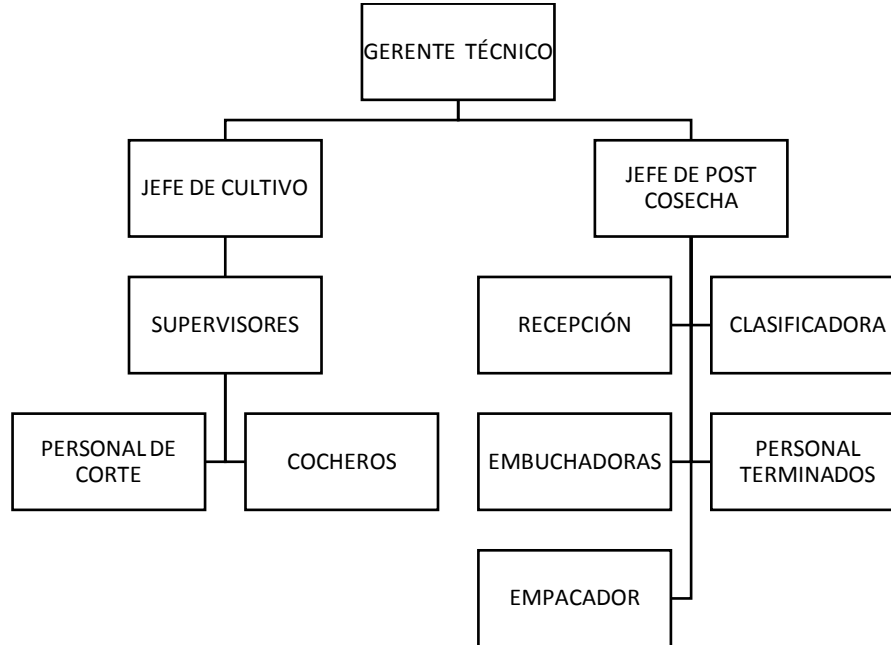 GERENTE TÉCNICO
JEFE DE CULTIVO
JEFE DE POST
COSECHA
SUPERVISORES
RECEPCIÓN
CLASIFICADORA
PERSONAL DE
CORTE
COCHEROS
EMBUCHADORAS
PERSONAL
TERMINADOS
EMPACADOR